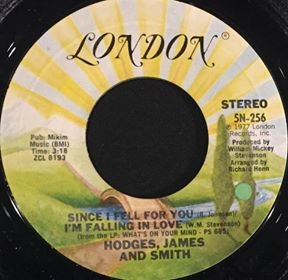 LONDON®
STEREO
5N-256
℗ 1977 London
Records, Inc.
Produced by
William Mickey
Stevenson
Arranged by
Richard Henn
Pub: Mikim
Music (BMI)
Time: 3:18
ZCL 8193
SINCE I FELL FOR YOU (B. Johnson)/
I'M FALLING IN LOVE (W.M. Stevenson)
(from the LP: WHAT'S ON YOUR MIND - PS 685)
HODGES, JAMES
AND SMITH